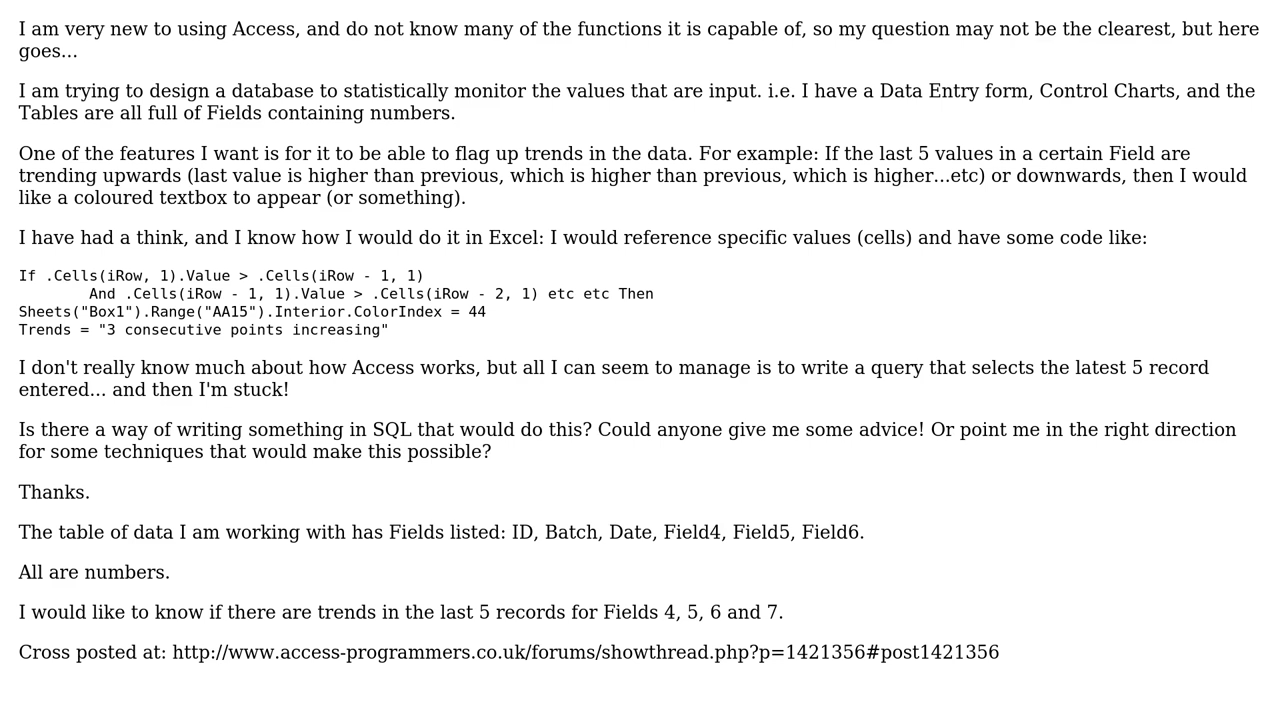 I am very new to using Access, and do not know many of the functions it is capable of, so my question may not be the clearest, but here
goes...
I am trying to design a database to statistically monitor the values that are input. i.e. I have a Data Entry form, Control Charts, and the
Tables are all full of Fields containing numbers.
One of the features I want is for it to be able to flag up trends in the data. For example: If the last 5 values in a certain Field are
trending upwards (last value is higher than previous, which is higher than previous, which is higher...etc) or downwards, then I would
like a coloured textbox to appear (or something).
I have had a think, and I know how I would do it in Excel: I would reference specific values (cells) and have some code like:
If .Cells(iRow, 1).Value > .Cells(iRow - 1, 1)
        And .Cells(iRow - 1, 1).Value > .Cells(iRow - 2, 1) etc etc Then
Sheets("Box1").Range("AA15").Interior.ColorIndex = 44
Trends = "3 consecutive points increasing"
I don't really know much about how Access works, but all I can seem to manage is to write a query that selects the latest 5 record
entered... and then I'm stuck!
Is there a way of writing something in SQL that would do this? Could anyone give me some advice! Or point me in the right direction
for some techniques that would make this possible?
Thanks.
The table of data I am working with has Fields listed: ID, Batch, Date, Field4, Field5, Field6.
All are numbers.
I would like to know if there are trends in the last 5 records for Fields 4, 5, 6 and 7.
Cross posted at: http://www.access-programmers.co.uk/forums/showthread.php?p=1421356#post1421356